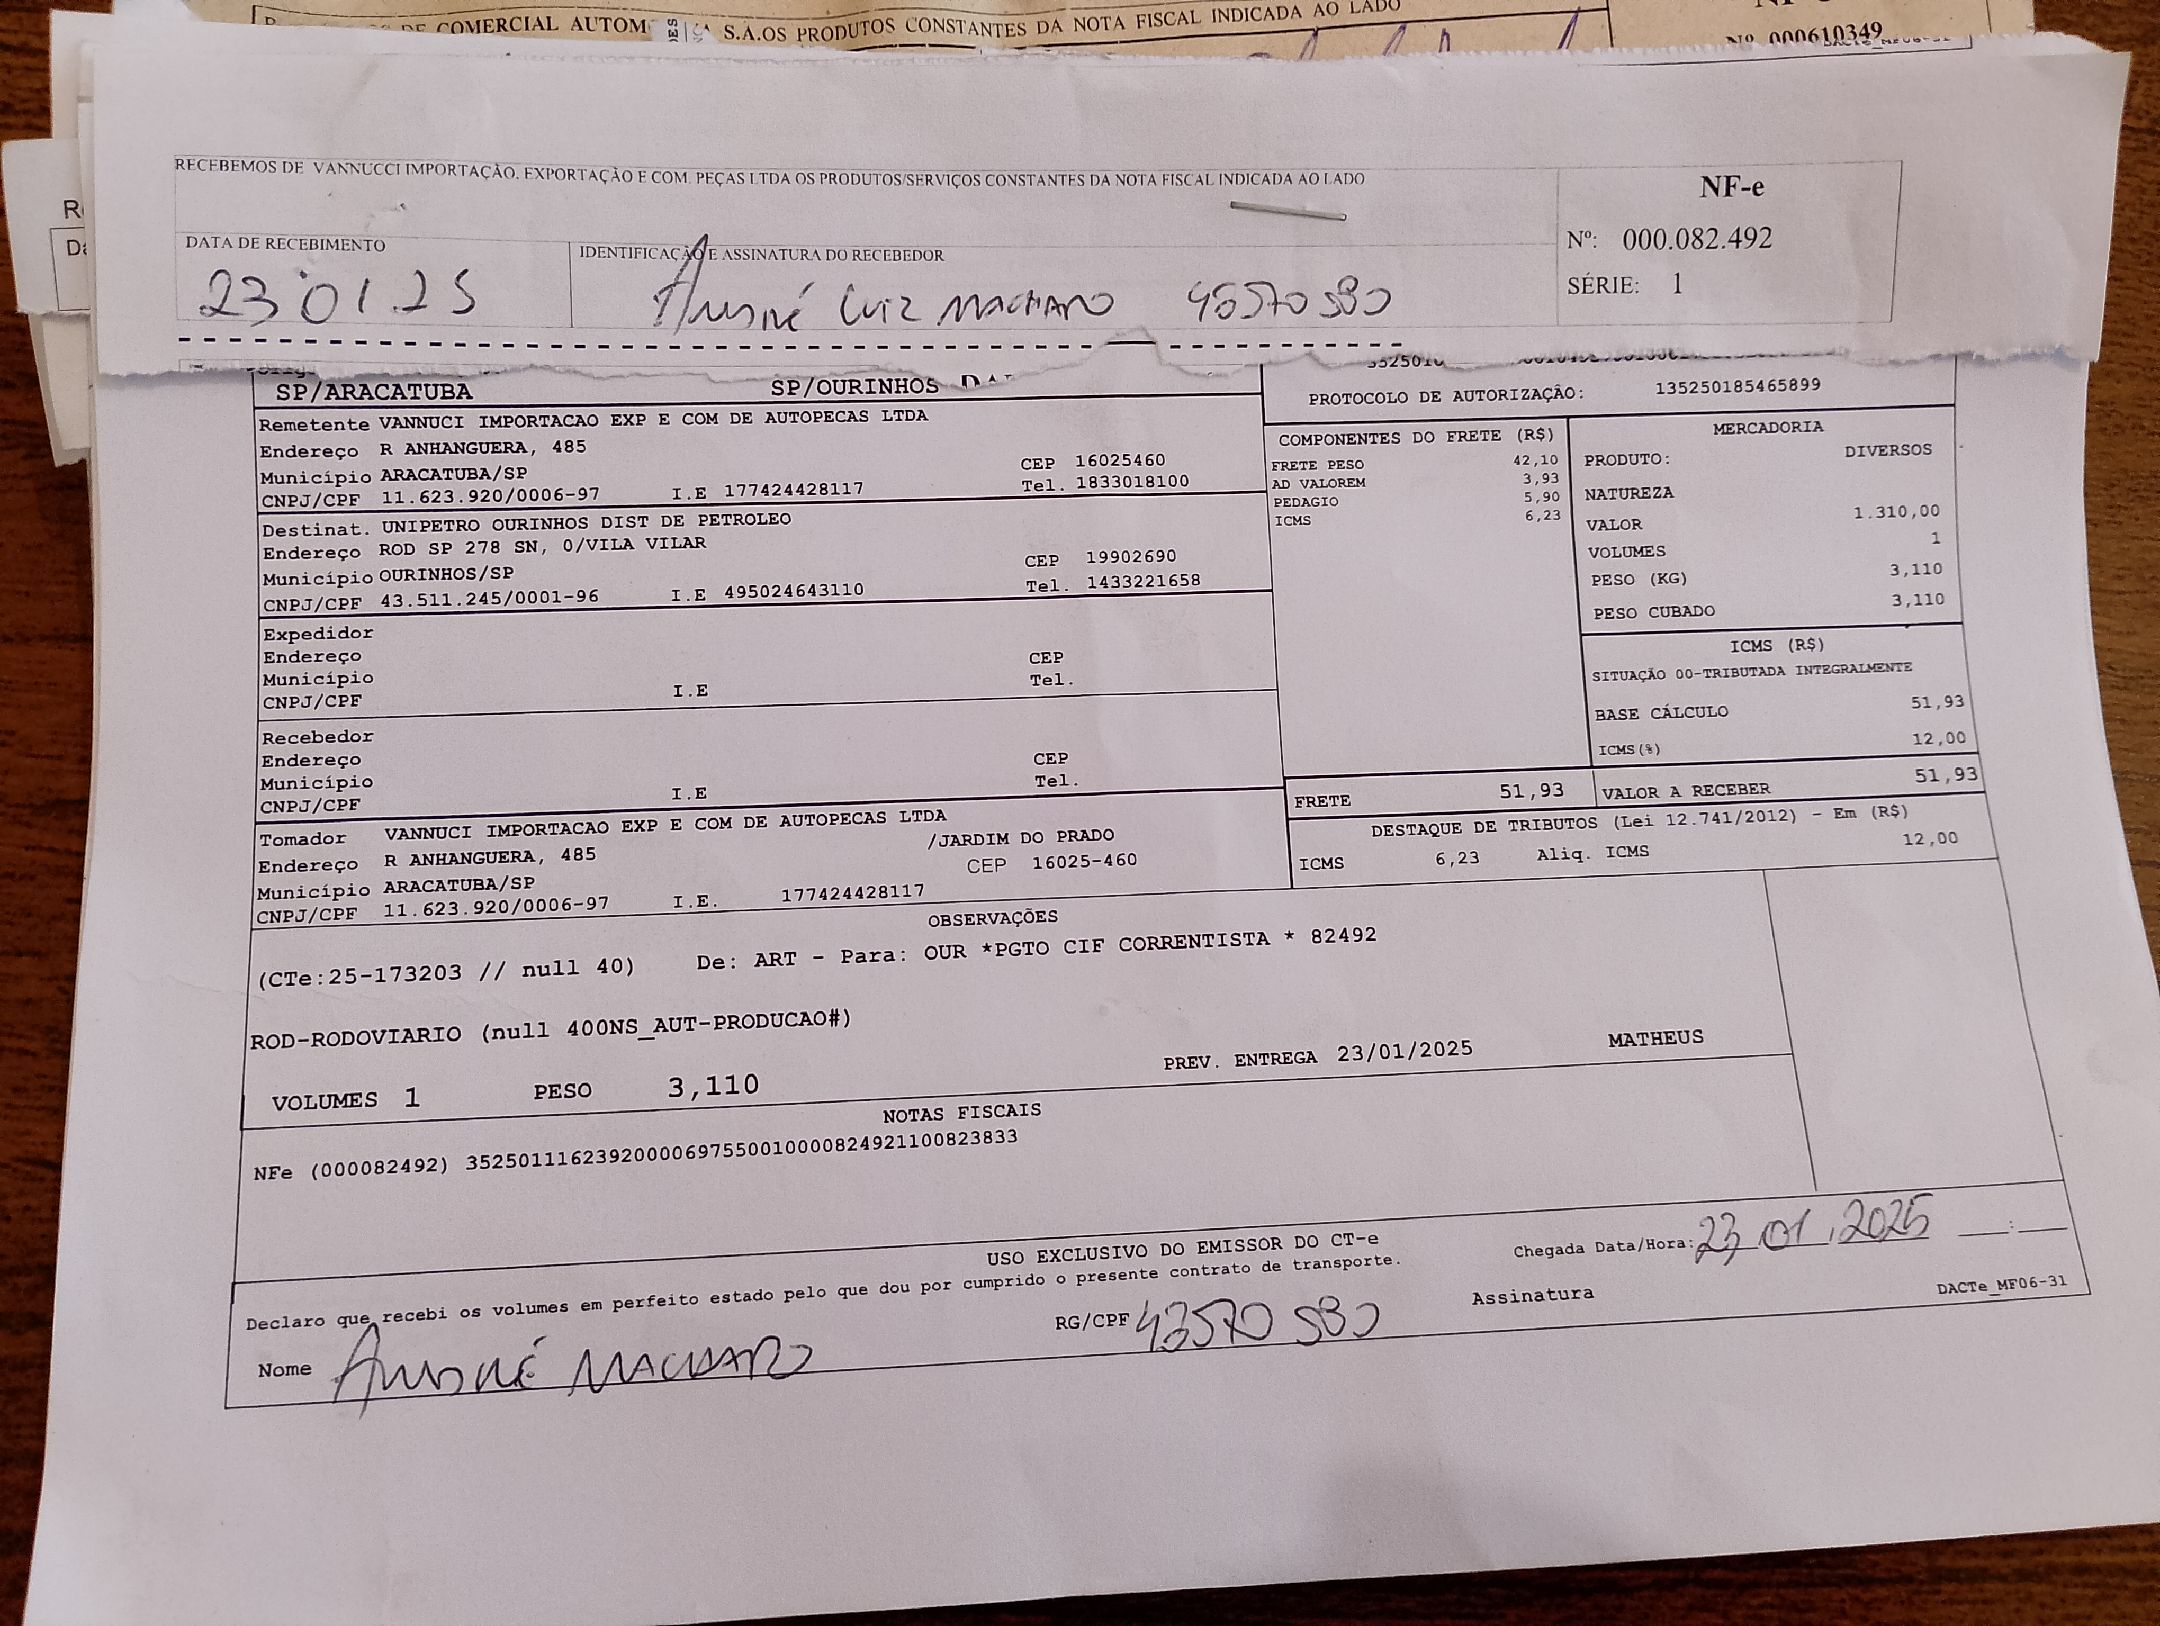 DE COMERCIAL AUTOM
S.A.OS PRODUTOS CONSTANTES DA NOTA FISCAL INDICADA AO LADO
Nº 000610349
RECEBEMOS DE VANNUCCI IMPORTAÇÃO, EXPORTAÇÃO E COM. PEÇAS LTDA OS PRODUTOS/SERVIÇOS CONSTANTES DA NOTA FISCAL INDICADA AO LADO
NF-e
Nº: 000.082.492
SÉRIE: 1
DATA DE RECEBIMENTO
23 01.25
IDENTIFICAÇÃO E ASSINATURA DO RECEBEDOR
André Luiz Machado
SP/ARACATUBA SP/OURINHOS
PROTOCOLO DE AUTORIZAÇÃO: 135250185465899
Remetente VANNUCI IMPORTACAO EXP E COM DE AUTOPECAS LTDA
Endereço R ANHANGUERA, 485
Município ARACATUBA/SP CEP 16025460
CNPJ/CPF 11.623.920/0006-97 I.E 177424428117 Tel. 1833018100
Destinat. UNIPETRO OURINHOS DIST DE PETROLEO
Endereço ROD SP 278 SN, 0/VILA VILAR
Município OURINHOS/SP CEP 19902690
CNPJ/CPF 43.511.245/0001-96 I.E 495024643110 Tel. 1433221658
Expedidor
Endereço
Município CEP
CNPJ/CPF I.E Tel.
Recebedor
Endereço
Município CEP
CNPJ/CPF I.E Tel.
Tomador VANNUCI IMPORTACAO EXP E COM DE AUTOPECAS LTDA
Endereço R ANHANGUERA, 485 /JARDIM DO PRADO
Município ARACATUBA/SP CEP 16025-460
CNPJ/CPF 11.623.920/0006-97 I.E. 177424428117
COMPONENTES DO FRETE (R$)
FRETE PESO 42,10
AD VALOREM 3,93
PEDAGIO 5,90
ICMS 6,23
MERCADORIA
PRODUTO: DIVERSOS
NATUREZA
VALOR 1.310,00
VOLUMES 1
PESO (KG) 3,110
PESO CUBADO 3,110
ICMS (R$)
SITUAÇÃO 00-TRIBUTADA INTEGRALMENTE
BASE CÁLCULO 51,93
ICMS(%) 12,00
FRETE 51,93 VALOR A RECEBER 51,93
DESTAQUE DE TRIBUTOS (Lei 12.741/2012) - Em (R$)
ICMS 6,23 Aliq. ICMS 12,00
OBSERVAÇÕES
(CTe:25-173203 // null 40) De: ART - Para: OUR *PGTO CIF CORRENTISTA * 82492
ROD-RODOVIARIO (null 400NS_AUT-PRODUCAO#)
VOLUMES 1 PESO 3,110 PREV. ENTREGA 23/01/2025 MATHEUS
NOTAS FISCAIS
NFe (000082492) 35250111623920000697550010000824921100823833
USO EXCLUSIVO DO EMISSOR DO CT-e
Declaro que recebi os volumes em perfeito estado pelo que dou por cumprido o presente contrato de transporte.
Chegada Data/Hora: 23 01 2025 __:__
Nome André Machado RG/CPF Assinatura
DACTe_MF06-31